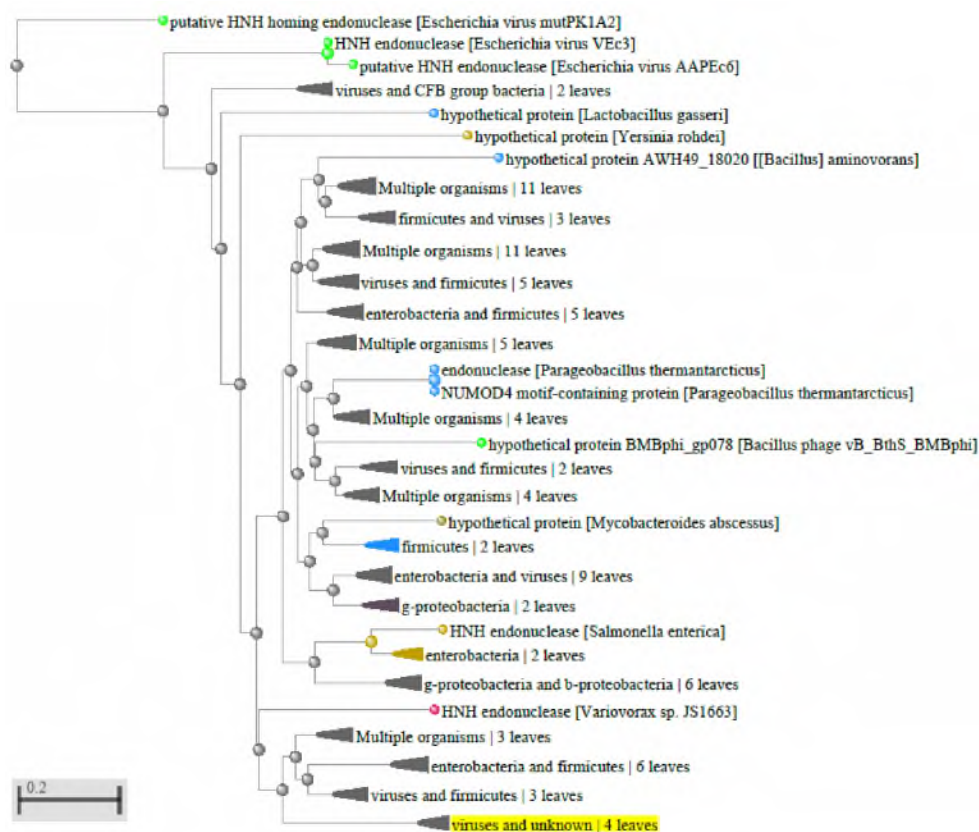 putative HNH homing endonuclease [Escherichia virus mutPK1A2]
HNH endonuclease [Escherichia virus VEc3]
putative HNH endonuclease [Escherichia virus AAPEc6]
viruses and CFB group bacteria | 2 leaves
hypothetical protein [Lactobacillus gasseri]
hypothetical protein [Yersinia rohdei]
hypothetical protein AWH49_18020 [[Bacillus] aminovorans]
Multiple organisms | 11 leaves
firmicutes and viruses | 3 leaves
Multiple organisms | 11 leaves
viruses and firmicutes | 5 leaves
enterobacteria and firmicutes | 5 leaves
Multiple organisms | 5 leaves
endonuclease [Parageobacillus thermantarcticus]
NUMOD4 motif-containing protein [Parageobacillus thermantarcticus]
Multiple organisms | 4 leaves
hypothetical protein BMBphi_gp078 [Bacillus phage vB_BthS_BMBphi]
viruses and firmicutes | 2 leaves
Multiple organisms | 4 leaves
hypothetical protein [Mycobacteroides abscessus]
firmicutes | 2 leaves
enterobacteria and viruses | 9 leaves
g-proteobacteria | 2 leaves
HNH endonuclease [Salmonella enterica]
enterobacteria | 2 leaves
g-proteobacteria and b-proteobacteria | 6 leaves
HNH endonuclease [Variovorax sp. JS1663]
Multiple organisms | 3 leaves
enterobacteria and firmicutes | 6 leaves
viruses and firmicutes | 3 leaves
viruses and unknown | 4 leaves
0.2